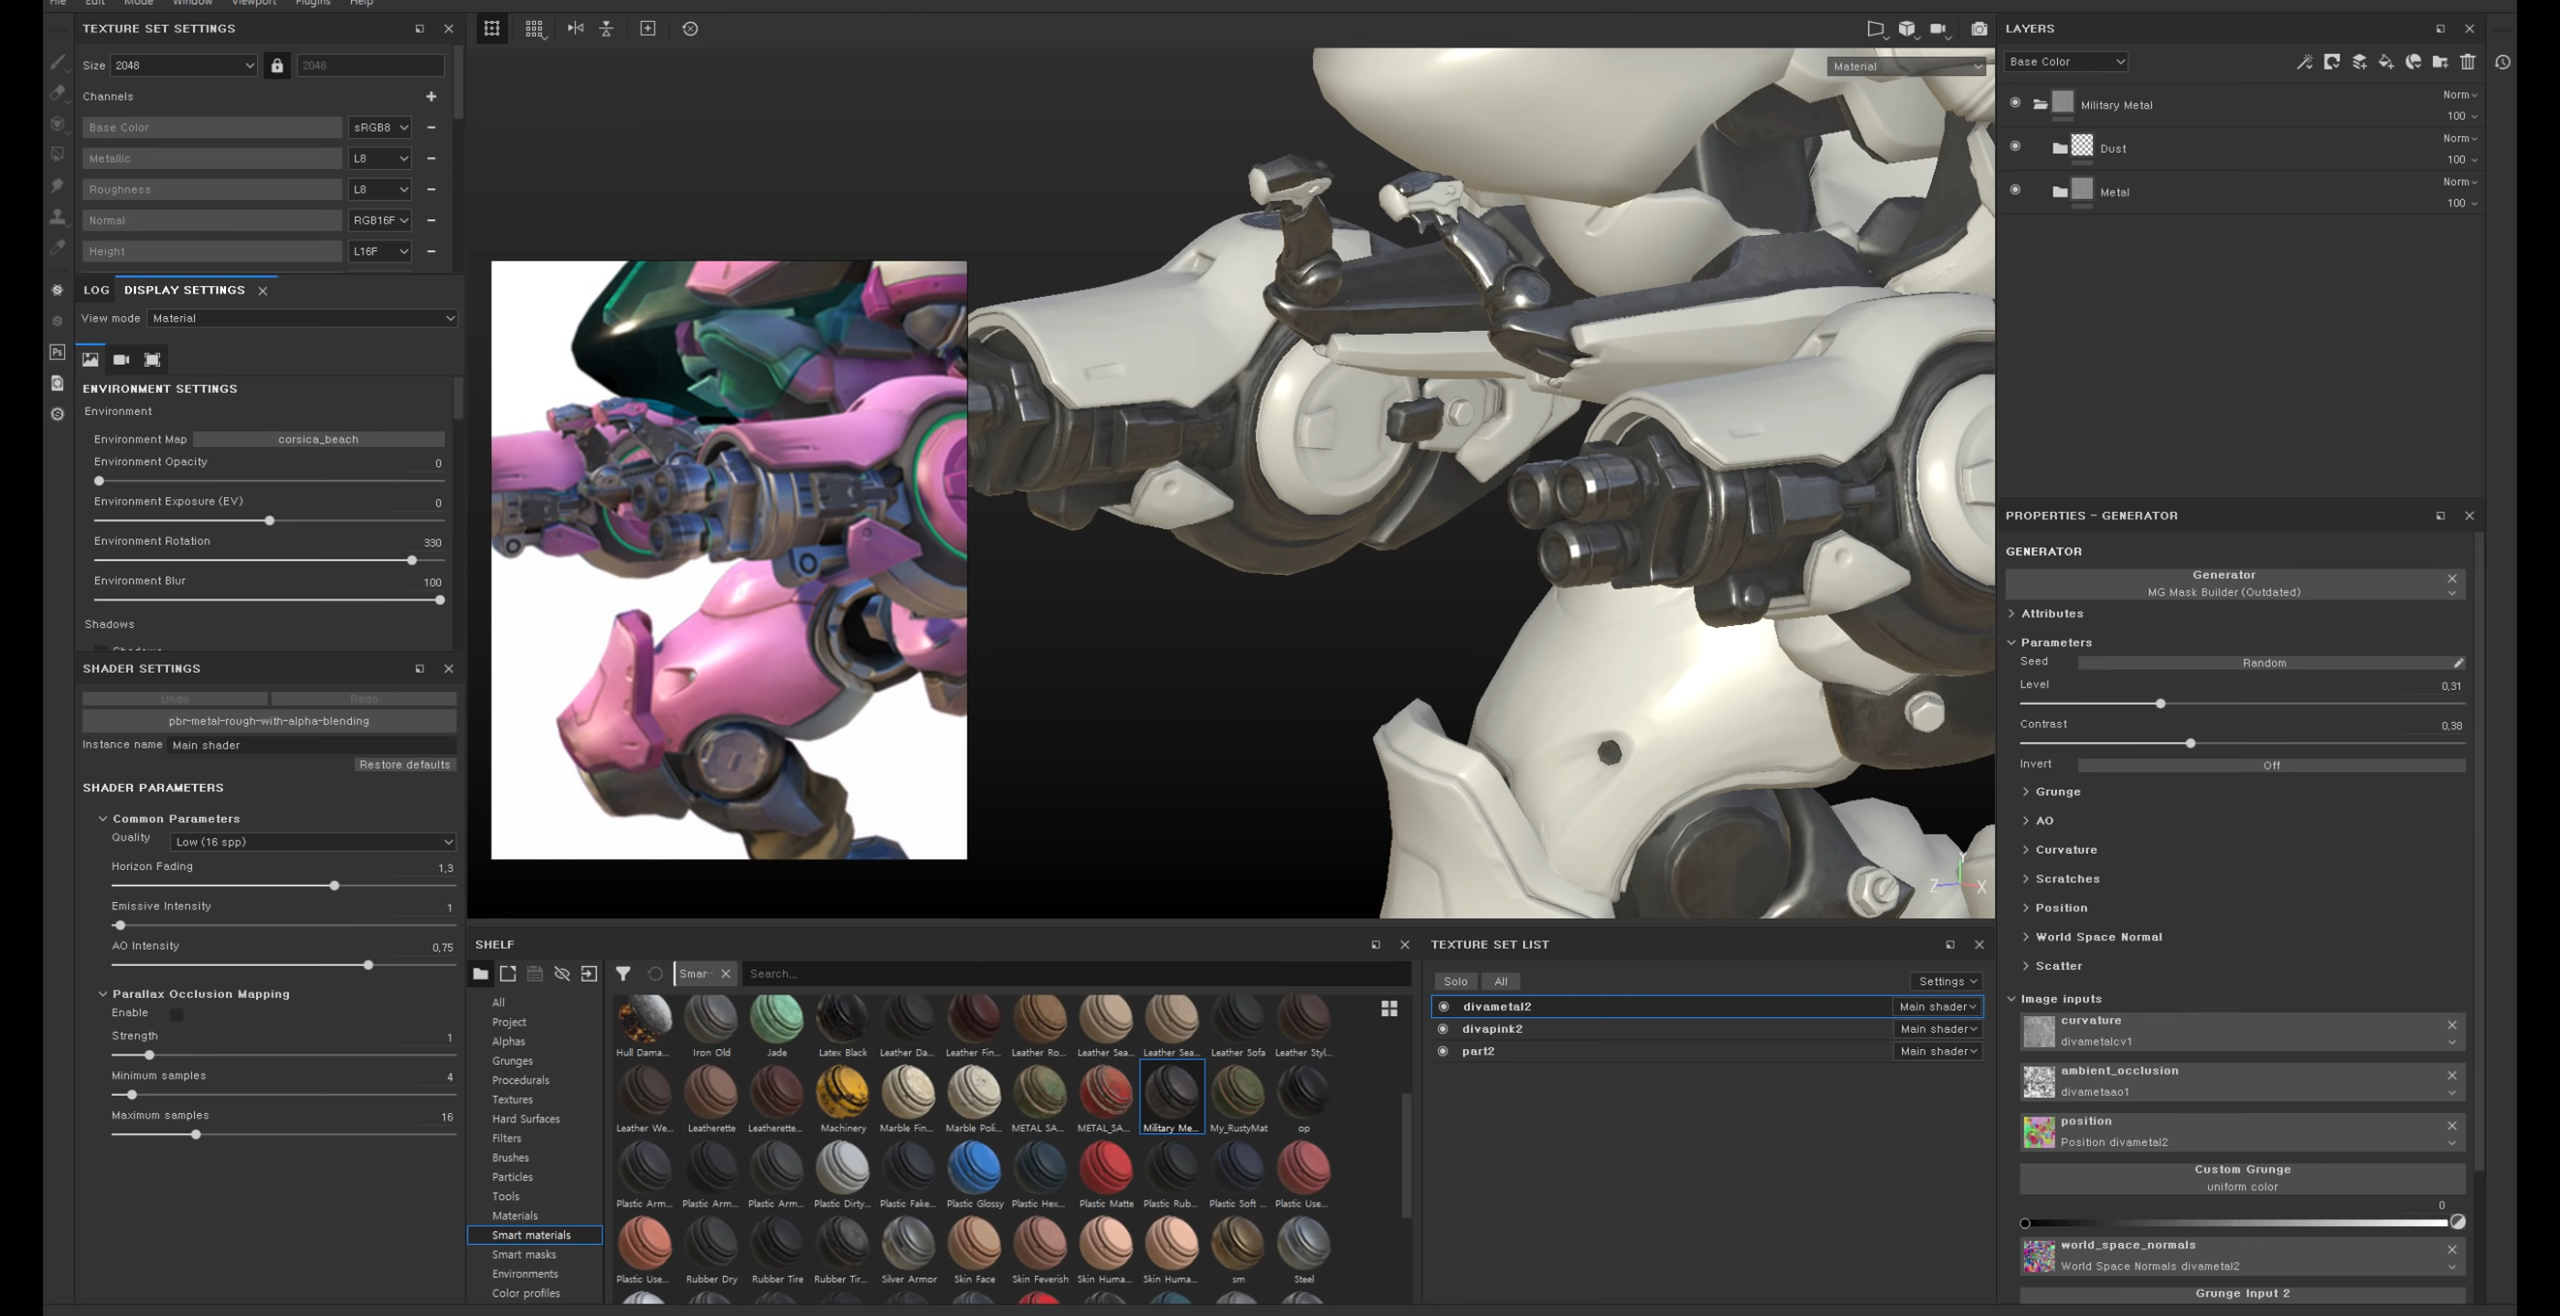 File Edit Mode Window Viewport Plugins Help
TEXTURE SET SETTINGS
Size 2048 2048
Channels
Base Color sRGB8
Metallic L8
Roughness L8
Normal RGB16F
Height L16F
LOG DISPLAY SETTINGS
View mode Material
Ps
ENVIRONMENT SETTINGS
Environment
Environment Map corsica_beach
Environment Opacity 0
Environment Exposure (EV) 0
Environment Rotation 330
Environment Blur 100
Shadows
SHADER SETTINGS
Undo Redo
pbr-metal-rough-with-alpha-blending
Instance name Main shader
Restore defaults
SHADER PARAMETERS
Common Parameters
Quality Low (16 spp)
Horizon Fading 1,3
Emissive Intensity 1
AO Intensity 0,75
Parallax Occlusion Mapping
Enable
Strength 1
Minimum samples 4
Maximum samples 16
Material
Y
Z X
SHELF
Smar... Search...
All
Project
Alphas
Grunges
Procedurals
Textures
Hard Surfaces
Filters
Brushes
Particles
Tools
Materials
Smart materials
Smart masks
Environments
Color profiles
Hull Dama... Iron Old Jade Latex Black Leather Da... Leather Fin... Leather Ro... Leather Sea... Leather Sea... Leather Sofa Leather Styl...
Leather We... Leatherette Leatherette... Machinery Marble Fin... Marble Poli... METAL SA... METAL_SA... Military Me... My_RustyMat op
Plastic Arm... Plastic Arm... Plastic Arm... Plastic Dirty... Plastic Fake... Plastic Glossy Plastic Hex... Plastic Matte Plastic Rub... Plastic Soft ... Plastic Use...
Plastic Use... Rubber Dry Rubber Tire Rubber Tir... Silver Armor Skin Face Skin Feverish Skin Huma... Skin Huma... sm Steel
TEXTURE SET LIST
Solo All Settings
divametal2 Main shader
divapink2 Main shader
part2 Main shader
LAYERS
Base Color
Military Metal Norm 100
Dust Norm 100
Metal Norm 100
PROPERTIES - GENERATOR
GENERATOR
Generator
MG Mask Builder (Outdated)
Attributes
Parameters
Seed Random
Level 0,31
Contrast 0,38
Invert Off
Grunge
AO
Curvature
Scratches
Position
World Space Normal
Scatter
Image inputs
curvature
divametalcv1
ambient_occlusion
divametaao1
position
Position divametal2
Custom Grunge
uniform color
0
world_space_normals
World Space Normals divametal2
Grunge Input 2